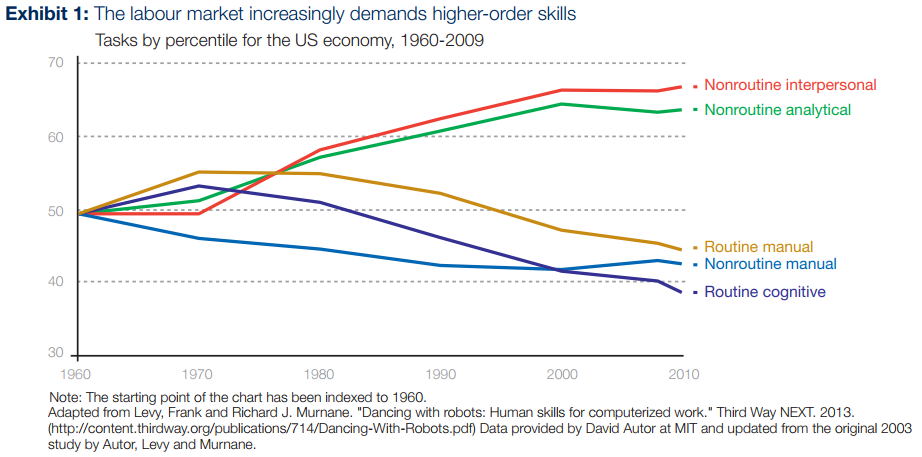 Exhibit 1: The labour market increasingly demands higher-order skills
Tasks by percentile for the US economy, 1960-2009
70
Nonroutine interpersonal
Nonroutine analytical
60
50
Routine manual
Nonroutine manual
40
Routine cognitive
30
1960 1970 1980 1990 2000 2010
Note: The starting point of the chart has been indexed to 1960.
Adapted from Levy, Frank and Richard J. Murnane. "Dancing with robots: Human skills for computerized work." Third Way NEXT. 2013.
(http://content.thirdway.org/publications/714/Dancing-With-Robots.pdf) Data provided by David Autor at MIT and updated from the original 2003
study by Autor, Levy and Murnane.